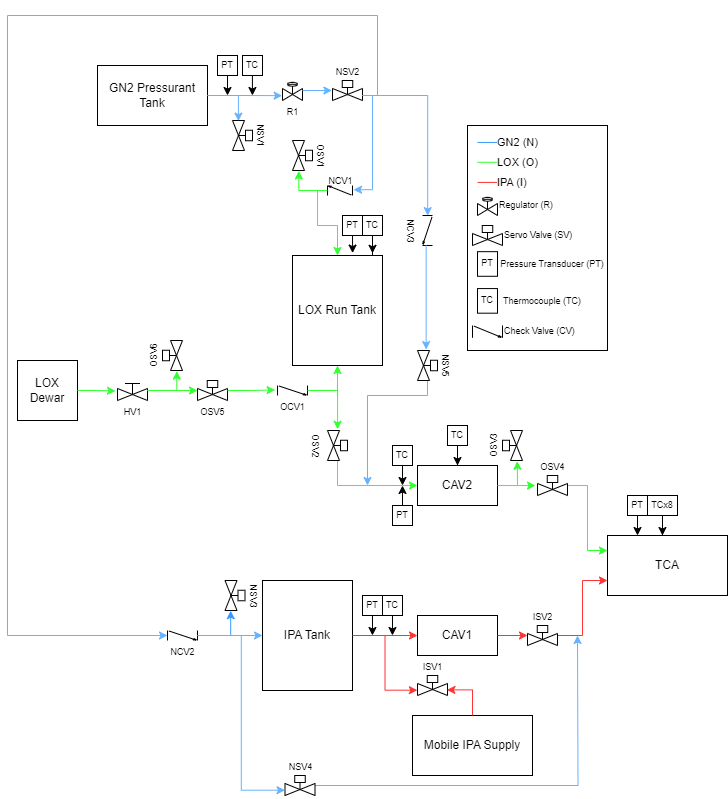 PT
TC
NSV2
GN2 Pressurant
Tank
R1
NSV1
OSV1
NCV1
GN2 (N)
LOX (O)
IPA (I)
Regulator (R)
Servo Valve (SV)
PT
Pressure Transducer (PT)
TC
Thermocouple (TC)
Check Valve (CV)
PT
TC
NCV3
LOX Run Tank
OSV6
NSV5
LOX
Dewar
HV1
OSV5
OCV1
OSV2
TC
TC
OSV3
OSV4
CAV2
PT
PT
TCx8
TCA
NSV3
IPA Tank
PT
TC
CAV1
ISV2
NCV2
ISV1
Mobile IPA Supply
NSV4